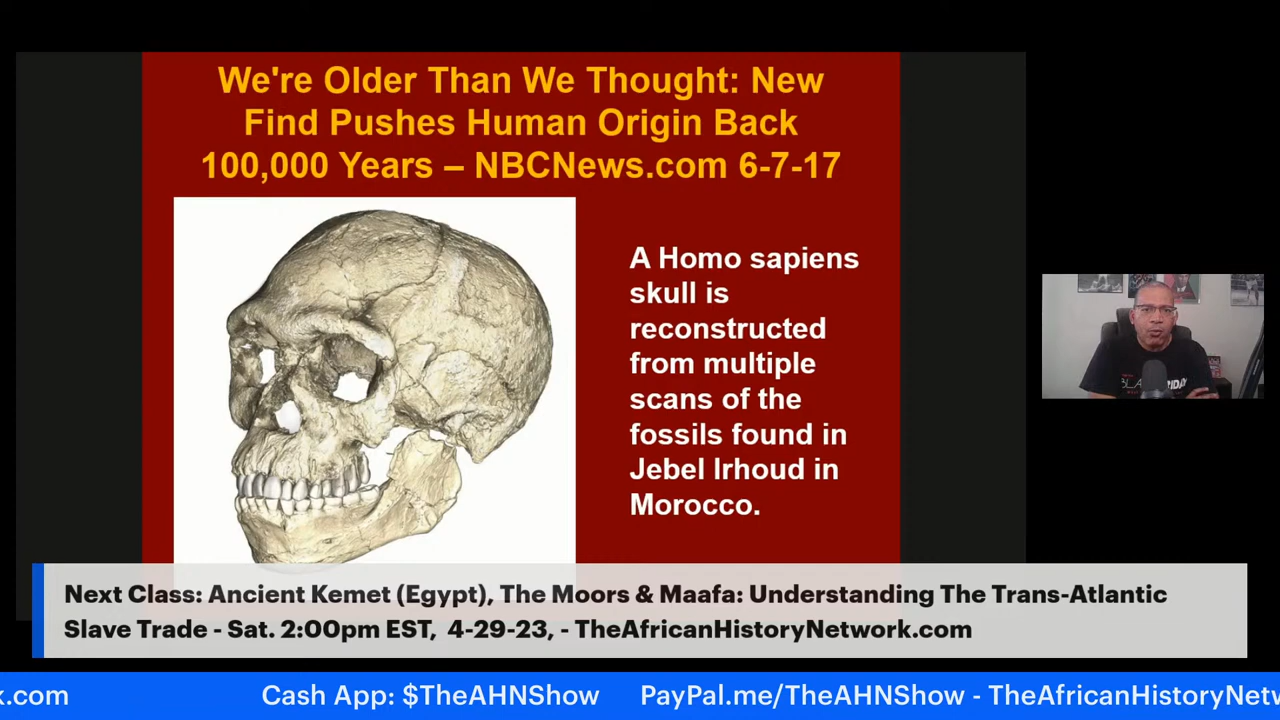 We're Older Than We Thought: New
Find Pushes Human Origin Back
100,000 Years – NBCNews.com 6-7-17
A Homo sapiens
skull is
reconstructed
from multiple
scans of the
fossils found in
Jebel Irhoud in
Morocco.
Next Class: Ancient Kemet (Egypt), The Moors & Maafa: Understanding The Trans-Atlantic
Slave Trade - Sat. 2:00pm EST, 4-29-23, - TheAfricanHistoryNetwork.com
k.com Cash App: $TheAHNShow PayPal.me/TheAHNShow - TheAfricanHistoryNetw